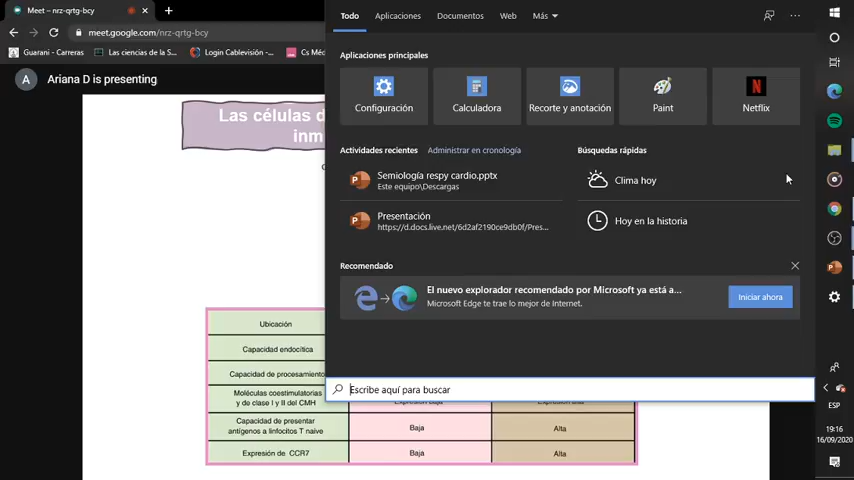 Meet – nrz-qrtg-bcy
meet.google.com/nrz-qrtg-bcy
Guarani - Carreras
Las ciencias de la S...
Login Cablevisión...
Cs Méd
A
Ariana D is presenting
Las células d
inm
Ubicación
Capacidad endocítica
Capacidad de procesamiento
Moléculas coestimulatorias
y de clase I y II del CMH
Capacidad de presentar
antígenos a linfocitos T naive
Baja
Alta
Expresión de CCR7
Baja
Alta
Todo
Aplicaciones
Documentos
Web
Más
Aplicaciones principales
Configuración
Calculadora
Recorte y anotación
Paint
Netflix
Actividades recientes
Administrar en cronología
Búsquedas rápidas
Semiología respy cardio.pptx
Este equipo\Descargas
Presentación
https://d.docs.live.net/6d2af2190ce9db0f/Pres...
Clima hoy
Hoy en la historia
Recomendado
El nuevo explorador recomendado por Microsoft ya está a...
Microsoft Edge te trae lo mejor de Internet.
Iniciar ahora
Escribe aquí para buscar
ESP
19:16
16/09/2020